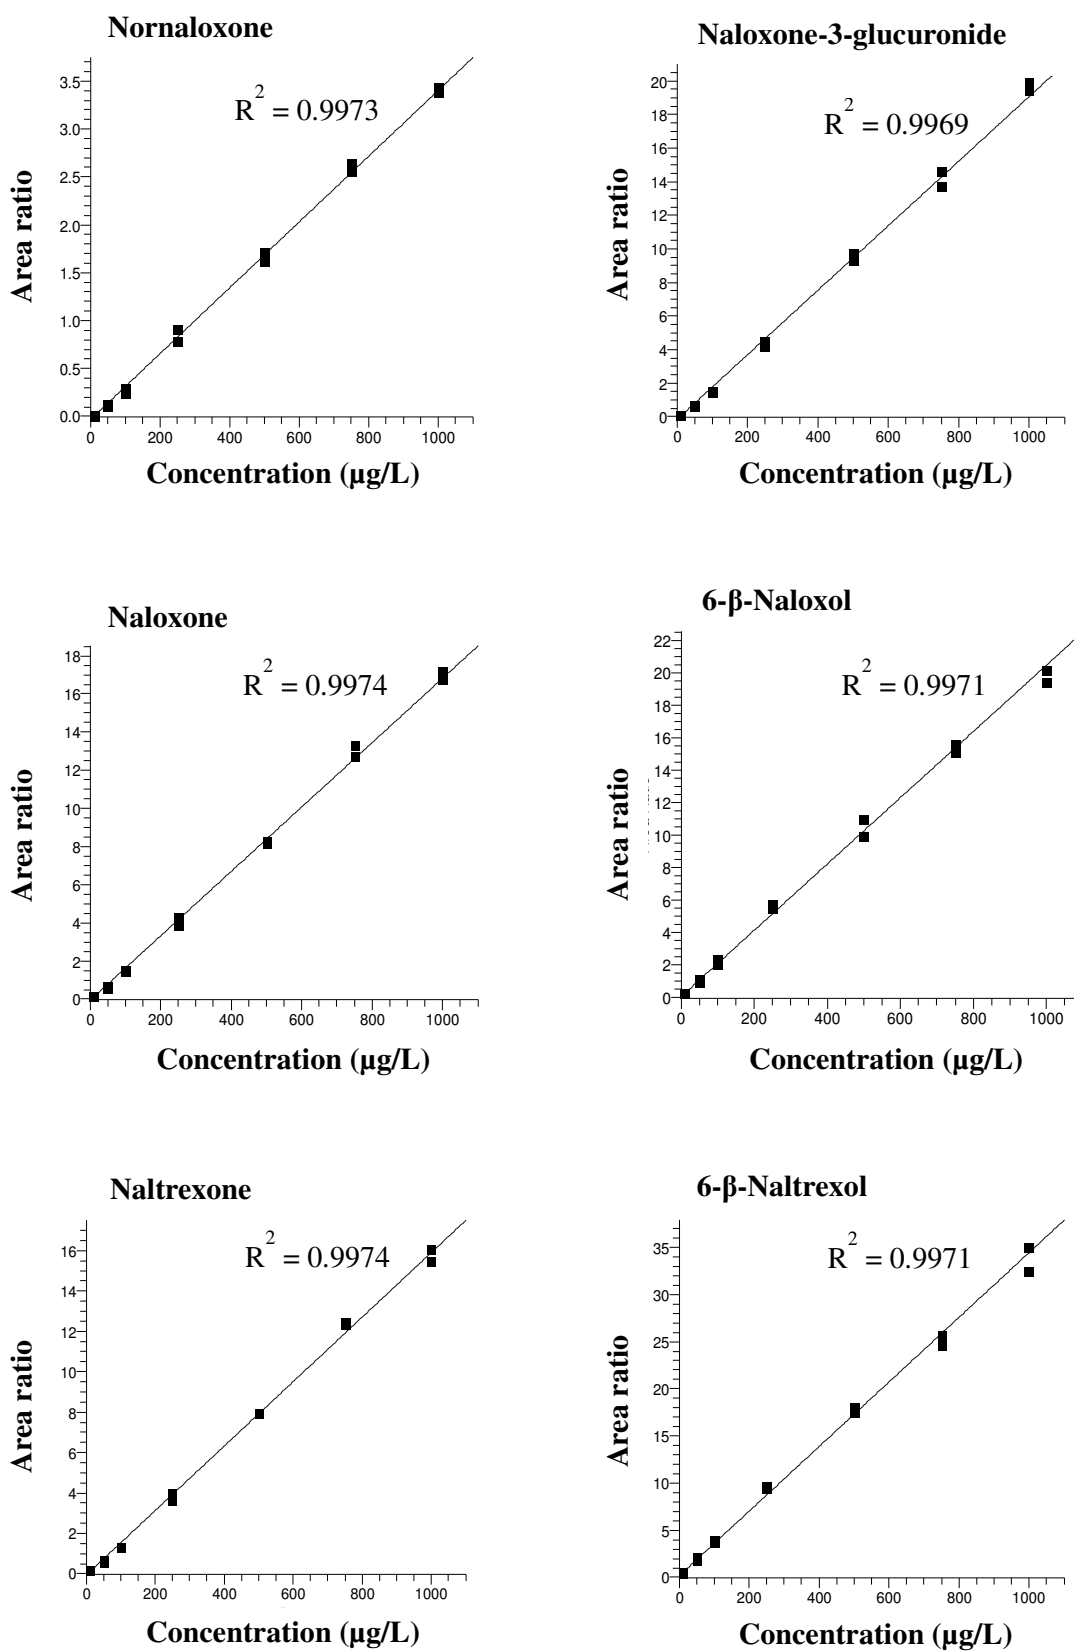 Nornaloxone
R2 = 0.9973
Area ratio
3.5
3.0
2.5
2.0
1.5
1.0
0.5
0.0
0 200 400 600 800 1000
Concentration (µg/L)
Naloxone-3-glucuronide
R2 = 0.9969
Area ratio
20
18
16
14
12
10
8
6
4
2
0
0 200 400 600 800 1000
Concentration (µg/L)
Naloxone
R2 = 0.9974
Area ratio
18
16
14
12
10
8
6
4
2
0
0 200 400 600 800 1000
Concentration (µg/L)
6-β-Naloxol
R2 = 0.9971
Area ratio
22
20
18
16
14
12
10
8
6
4
2
0
0 200 400 600 800 1000
Concentration (µg/L)
Naltrexone
R2 = 0.9974
Area ratio
16
14
12
10
8
6
4
2
0
0 200 400 600 800 1000
Concentration (µg/L)
6-β-Naltrexol
R2 = 0.9971
Area ratio
35
30
25
20
15
10
5
0
0 200 400 600 800 1000
Concentration (µg/L)